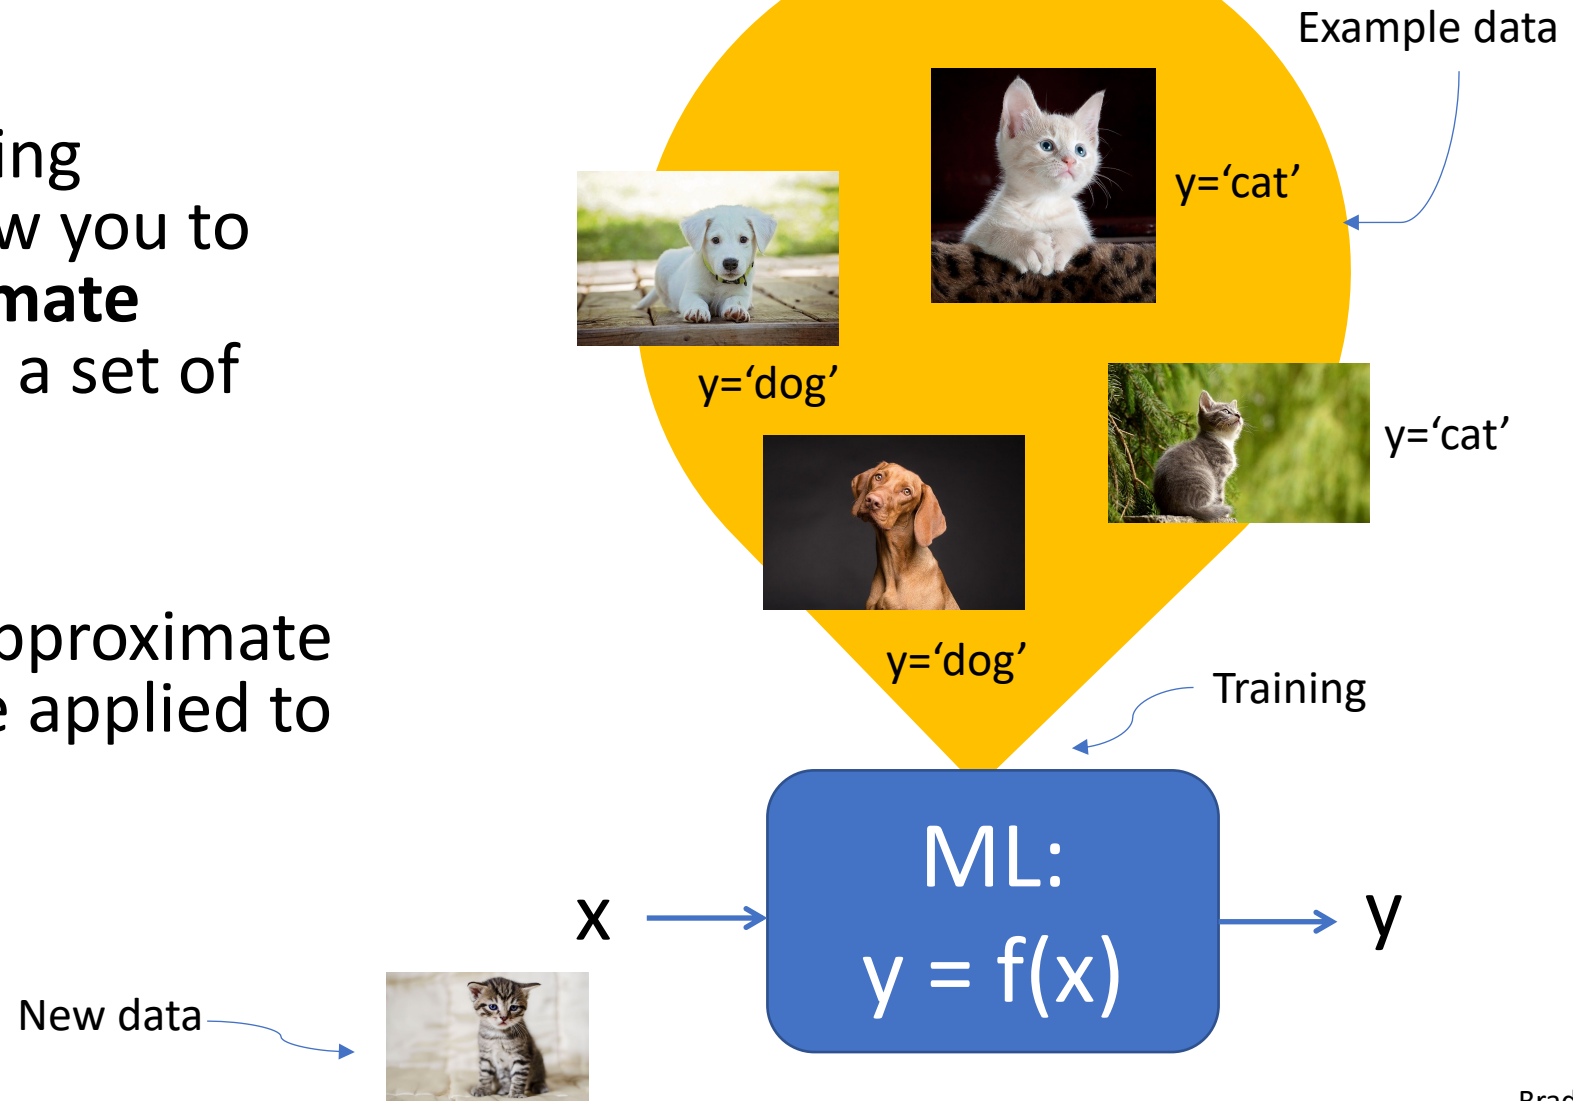 ing
w you to
mate
a set of
pproximate
e applied to
Example data
y=‘cat’
y=‘dog’
y=‘cat’
y=‘dog’
Training
ML:
y = f(x)
x
y
New data